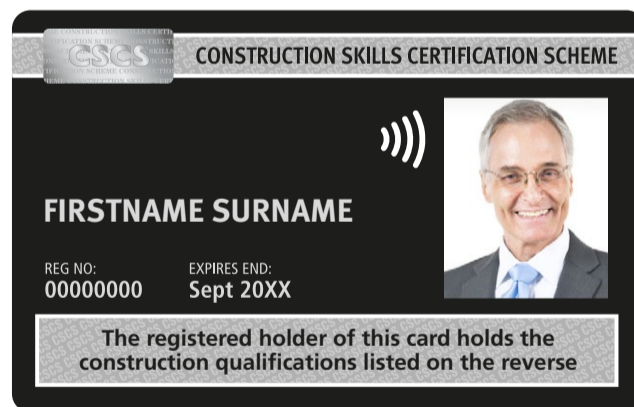 CSCS
CONSTRUCTION SKILLS CERTIFICATION SCHEME
FIRSTNAME SURNAME
REG NO:
EXPIRES END:
00000000
Sept 20XX
The registered holder of this card holds the
construction qualifications listed on the reverse